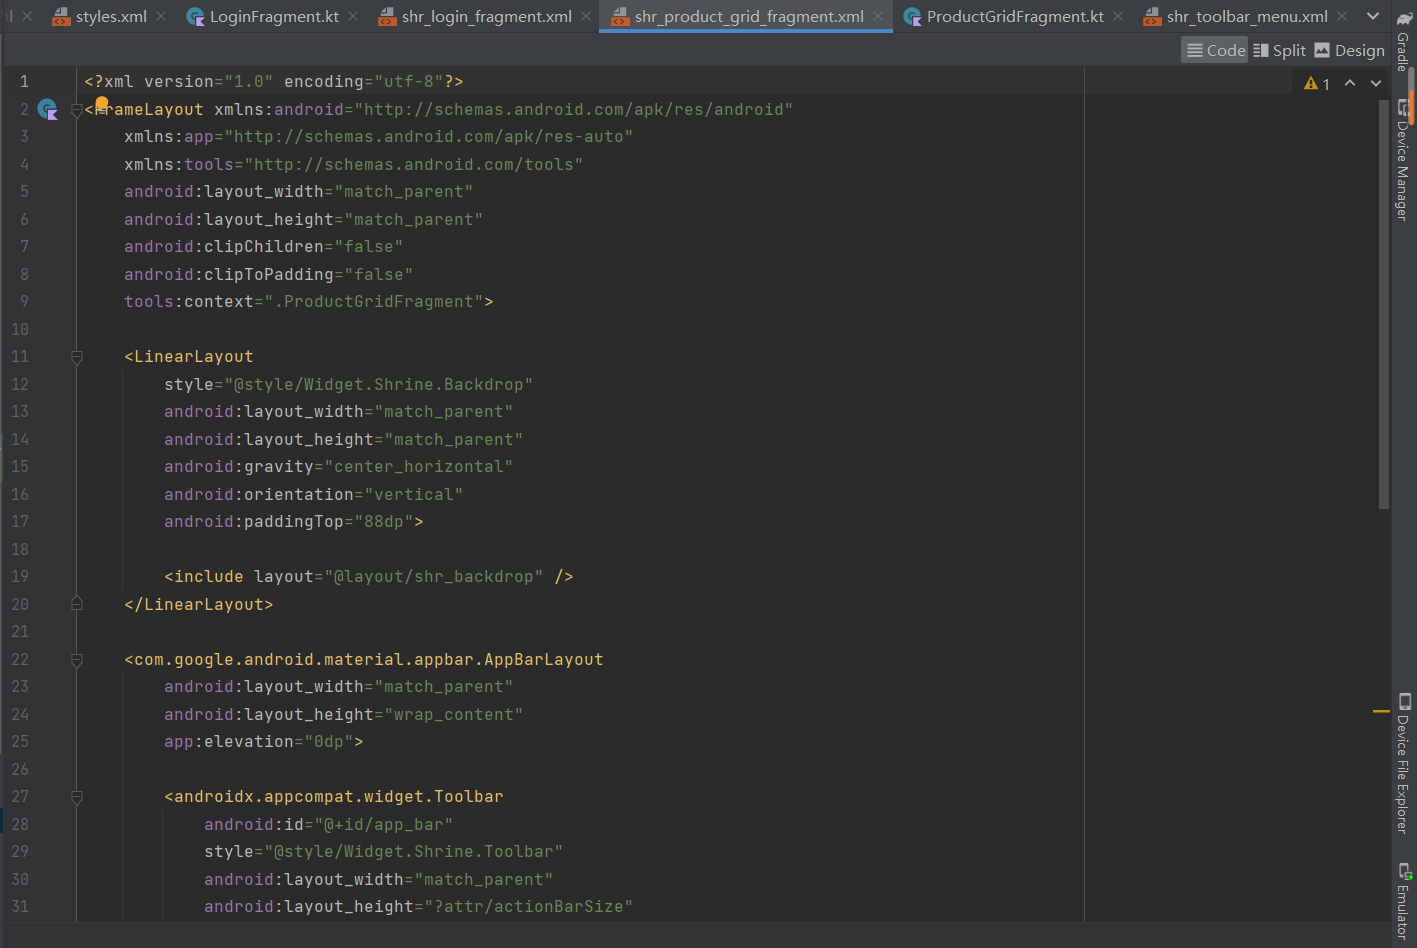 styles.xml LoginFragment.kt shr_login_fragment.xml shr_product_grid_fragment.xml ProductGridFragment.kt shr_toolbar_menu.xml
Code Split Design
1 <?xml version="1.0" encoding="utf-8"?>
1
2 <FrameLayout xmlns:android="http://schemas.android.com/apk/res/android"
3 xmlns:app="http://schemas.android.com/apk/res-auto"
4 xmlns:tools="http://schemas.android.com/tools"
5 android:layout_width="match_parent"
6 android:layout_height="match_parent"
7 android:clipChildren="false"
8 android:clipToPadding="false"
9 tools:context=".ProductGridFragment">
10
11 <LinearLayout
12 style="@style/Widget.Shrine.Backdrop"
13 android:layout_width="match_parent"
14 android:layout_height="match_parent"
15 android:gravity="center_horizontal"
16 android:orientation="vertical"
17 android:paddingTop="88dp">
18
19 <include layout="@layout/shr_backdrop" />
20 </LinearLayout>
21
22 <com.google.android.material.appbar.AppBarLayout
23 android:layout_width="match_parent"
24 android:layout_height="wrap_content"
25 app:elevation="0dp">
26
27 <androidx.appcompat.widget.Toolbar
28 android:id="@+id/app_bar"
29 style="@style/Widget.Shrine.Toolbar"
30 android:layout_width="match_parent"
31 android:layout_height="?attr/actionBarSize"
Gradle
Device Manager
Device File Explorer
Emulator